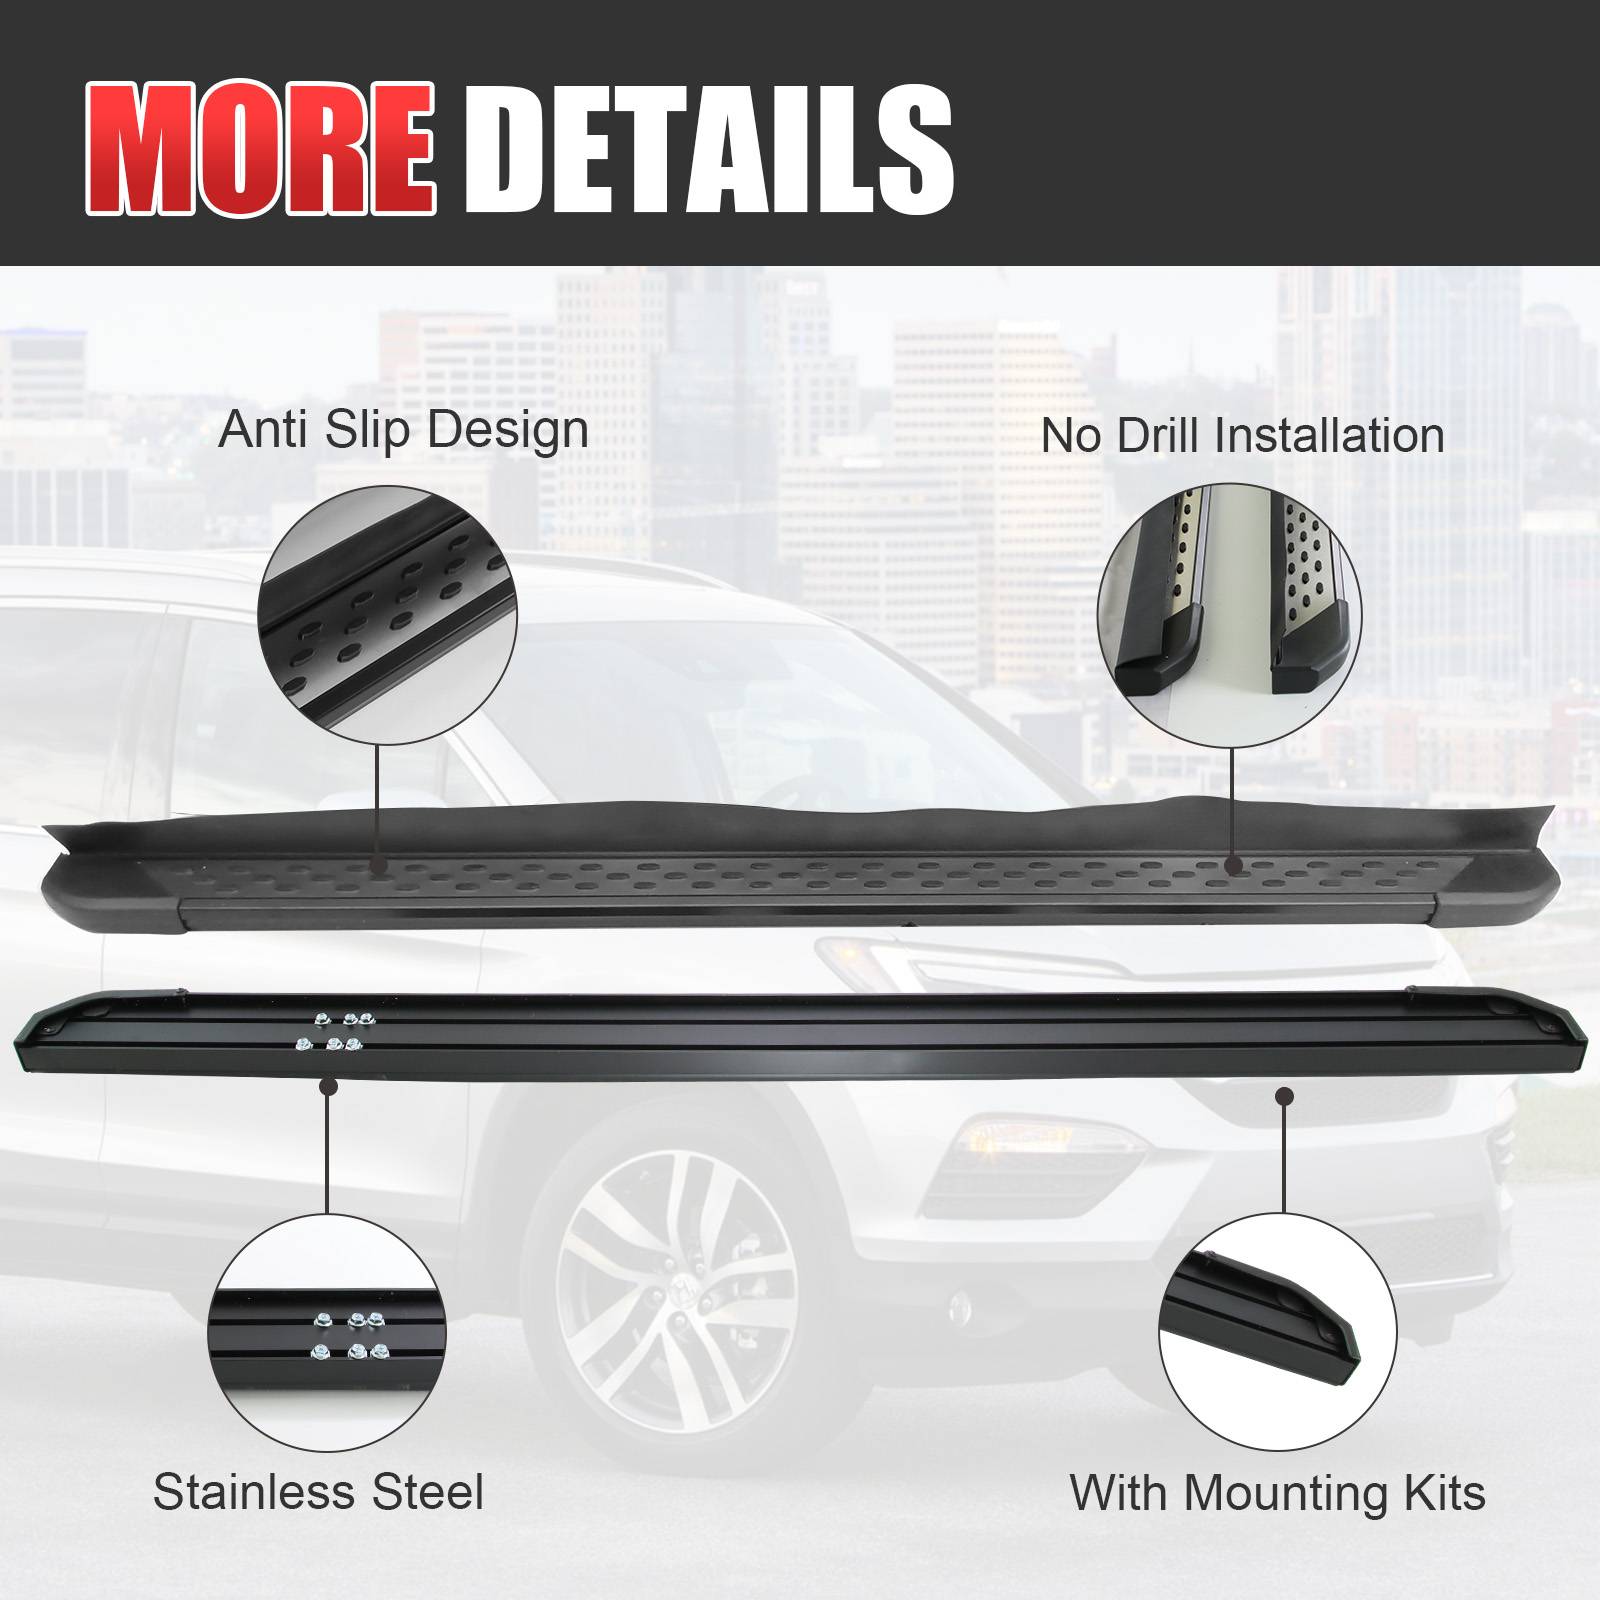 MORE DETAILS
Anti Slip Design
No Drill Installation
Stainless Steel
With Mounting Kits